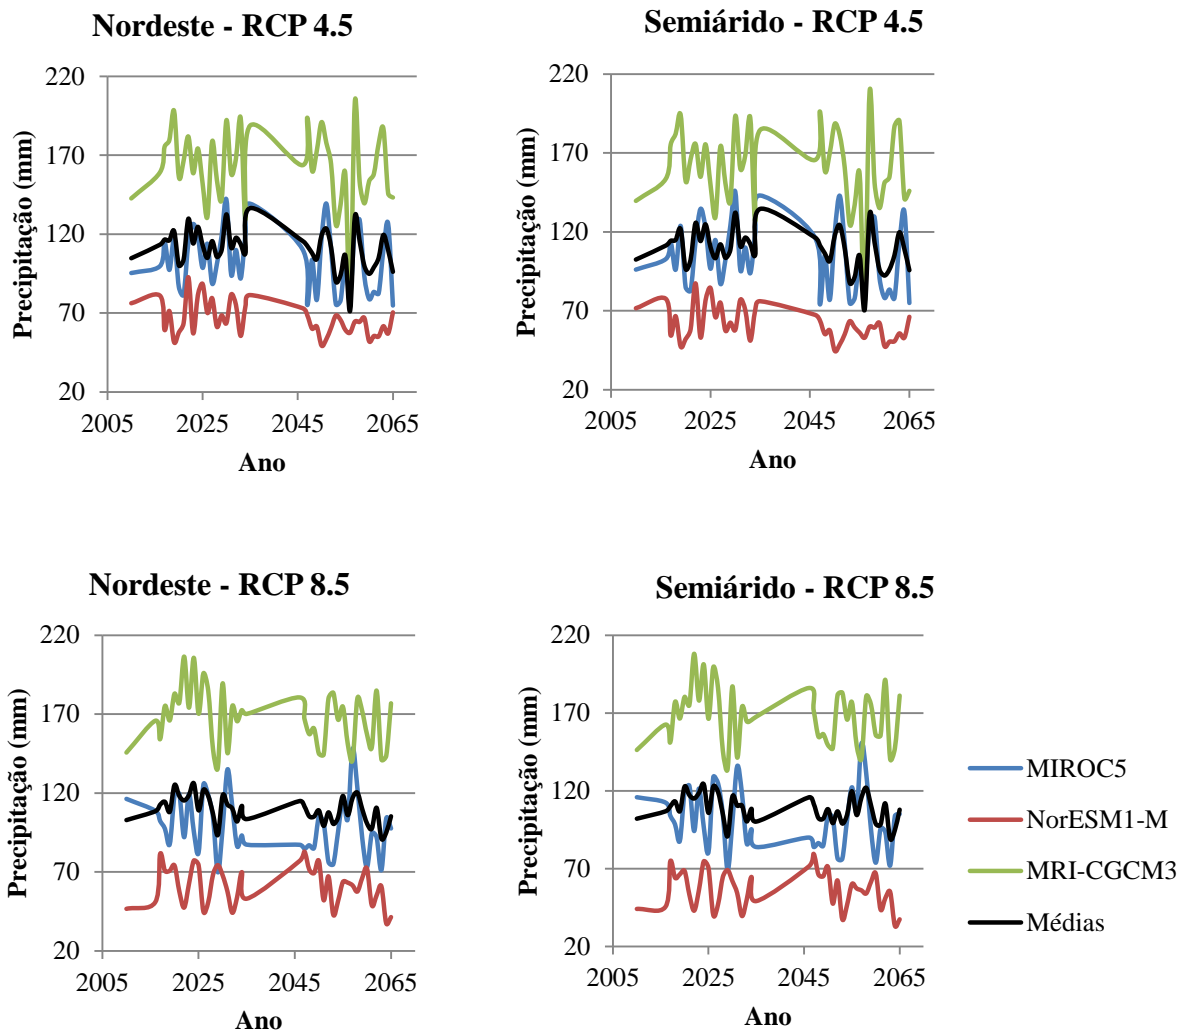 Nordeste - RCP 4.5
Precipitação (mm)
220
170
120
70
20
2005 2025 2045 2065
Ano
Semiárido - RCP 4.5
Precipitação (mm)
220
170
120
70
20
2005 2025 2045 2065
Ano
Nordeste - RCP 8.5
Precipitação (mm)
220
170
120
70
20
2005 2025 2045 2065
Ano
Semiárido - RCP 8.5
Precipitação (mm)
220
170
120
70
20
2005 2025 2045 2065
Ano
MIROC5
NorESM1-M
MRI-CGCM3
Médias